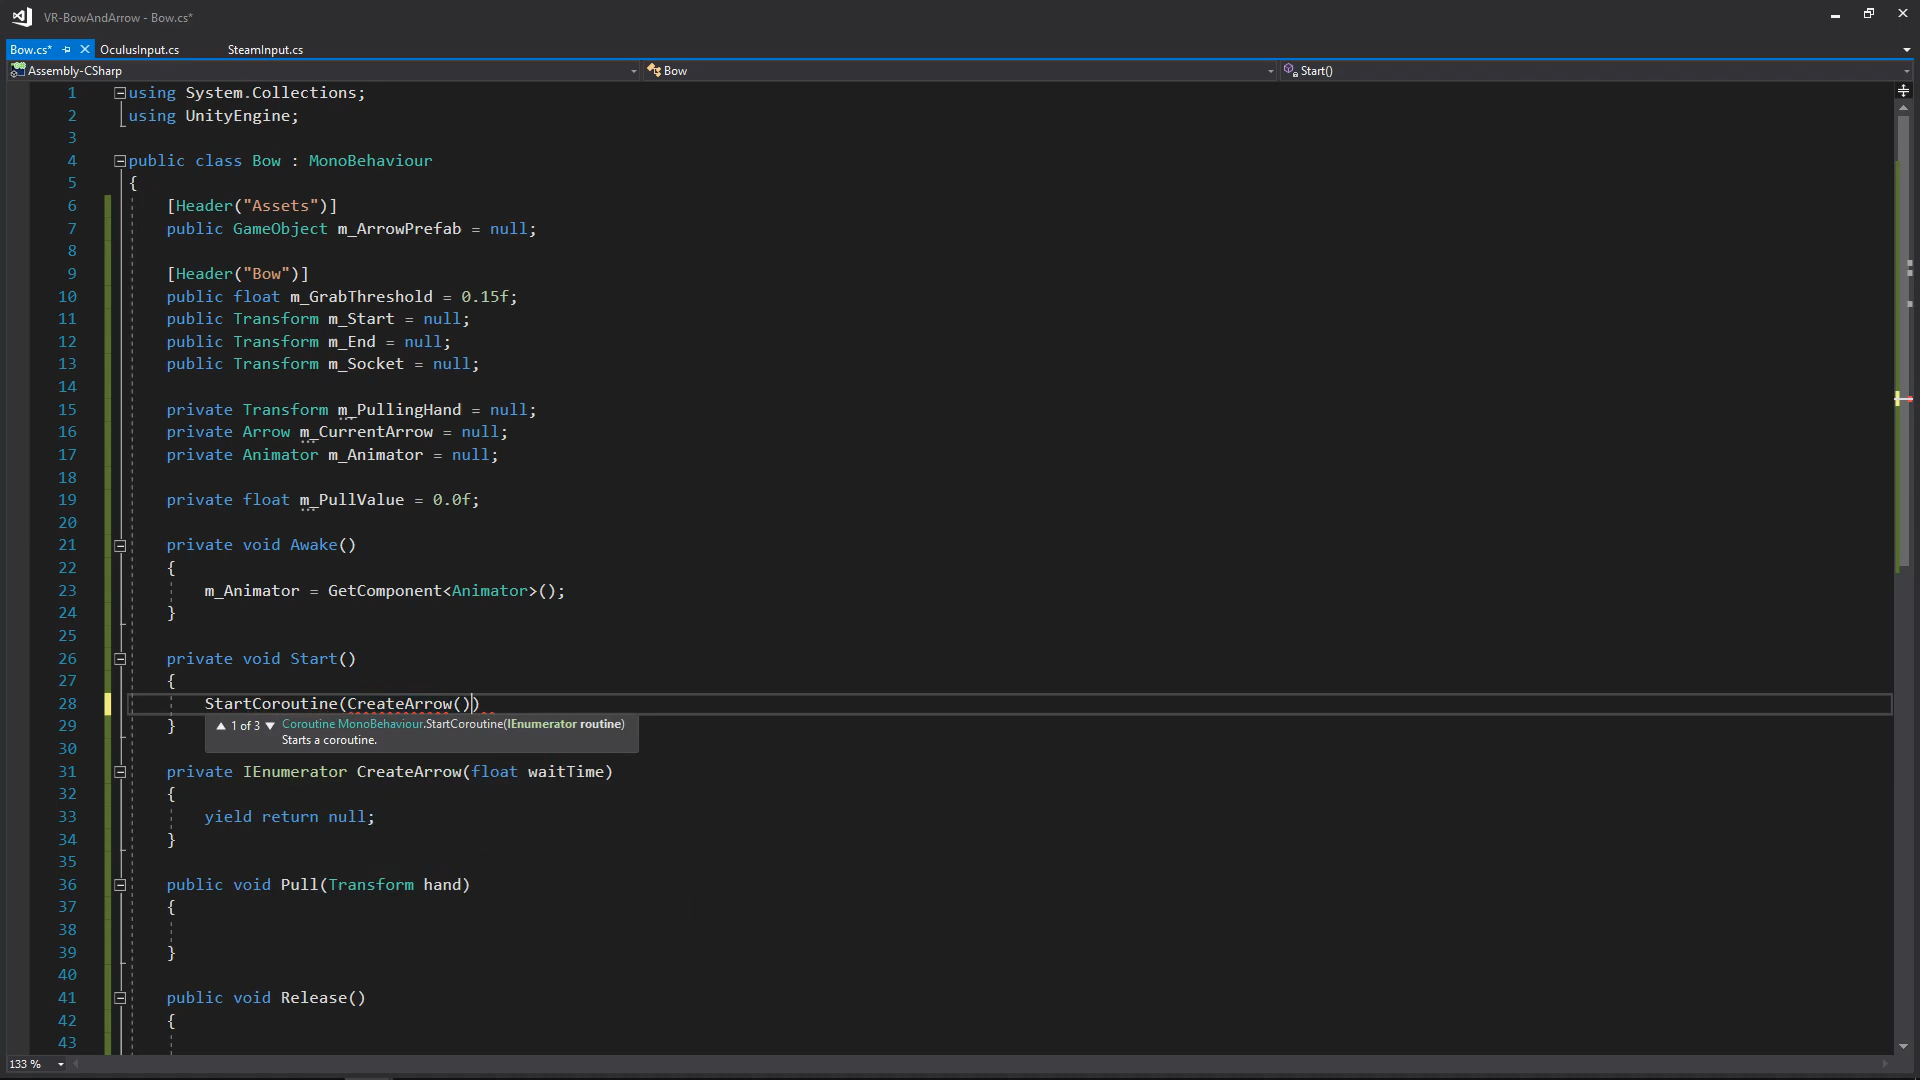 VR-BowAndArrow - Bow.cs*
Bow.cs* OculusInput.cs SteamInput.cs
Assembly-CSharp Bow Start()
1 using System.Collections;
2 using UnityEngine;
3
4 public class Bow : MonoBehaviour
5 {
6 [Header("Assets")]
7 public GameObject m_ArrowPrefab = null;
8
9 [Header("Bow")]
10 public float m_GrabThreshold = 0.15f;
11 public Transform m_Start = null;
12 public Transform m_End = null;
13 public Transform m_Socket = null;
14
15 private Transform m_PullingHand = null;
16 private Arrow m_CurrentArrow = null;
17 private Animator m_Animator = null;
18
19 private float m_PullValue = 0.0f;
20
21 private void Awake()
22 {
23 m_Animator = GetComponent<Animator>();
24 }
25
26 private void Start()
27 {
28 StartCoroutine(CreateArrow())
29 }
▲ 1 of 3 ▼ Coroutine MonoBehaviour.StartCoroutine(IEnumerator routine)
Starts a coroutine.
30
31 private IEnumerator CreateArrow(float waitTime)
32 {
33 yield return null;
34 }
35
36 public void Pull(Transform hand)
37 {
38
39 }
40
41 public void Release()
42 {
43
133 %